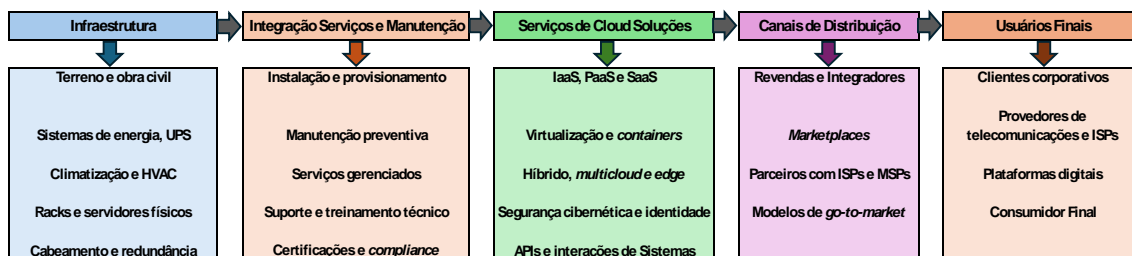 Infraestrutura
Integração Serviços e Manutenção
Serviços de Cloud Soluções
Canais de Distribuição
Usuários Finais
Terreno e obra civil
Sistemas de energia, UPS
Climatização e HVAC
Racks e servidores físicos
Cabeamento e redundância
Instalação e provisionamento
Manutenção preventiva
Serviços gerenciados
Suporte e treinamento técnico
Certificações e compliance
IaaS, PaaS e SaaS
Virtualização e containers
Híbrido, multicloud e edge
Segurança cibernética e identidade
APIs e interações de Sistemas
Revendas e Integradores
Marketplaces
Parceiros com ISPs e MSPs
Modelos de go-to-market
Clientes corporativos
Provedores de
telecomunicações e ISPs
Plataformas digitais
Consumidor Final